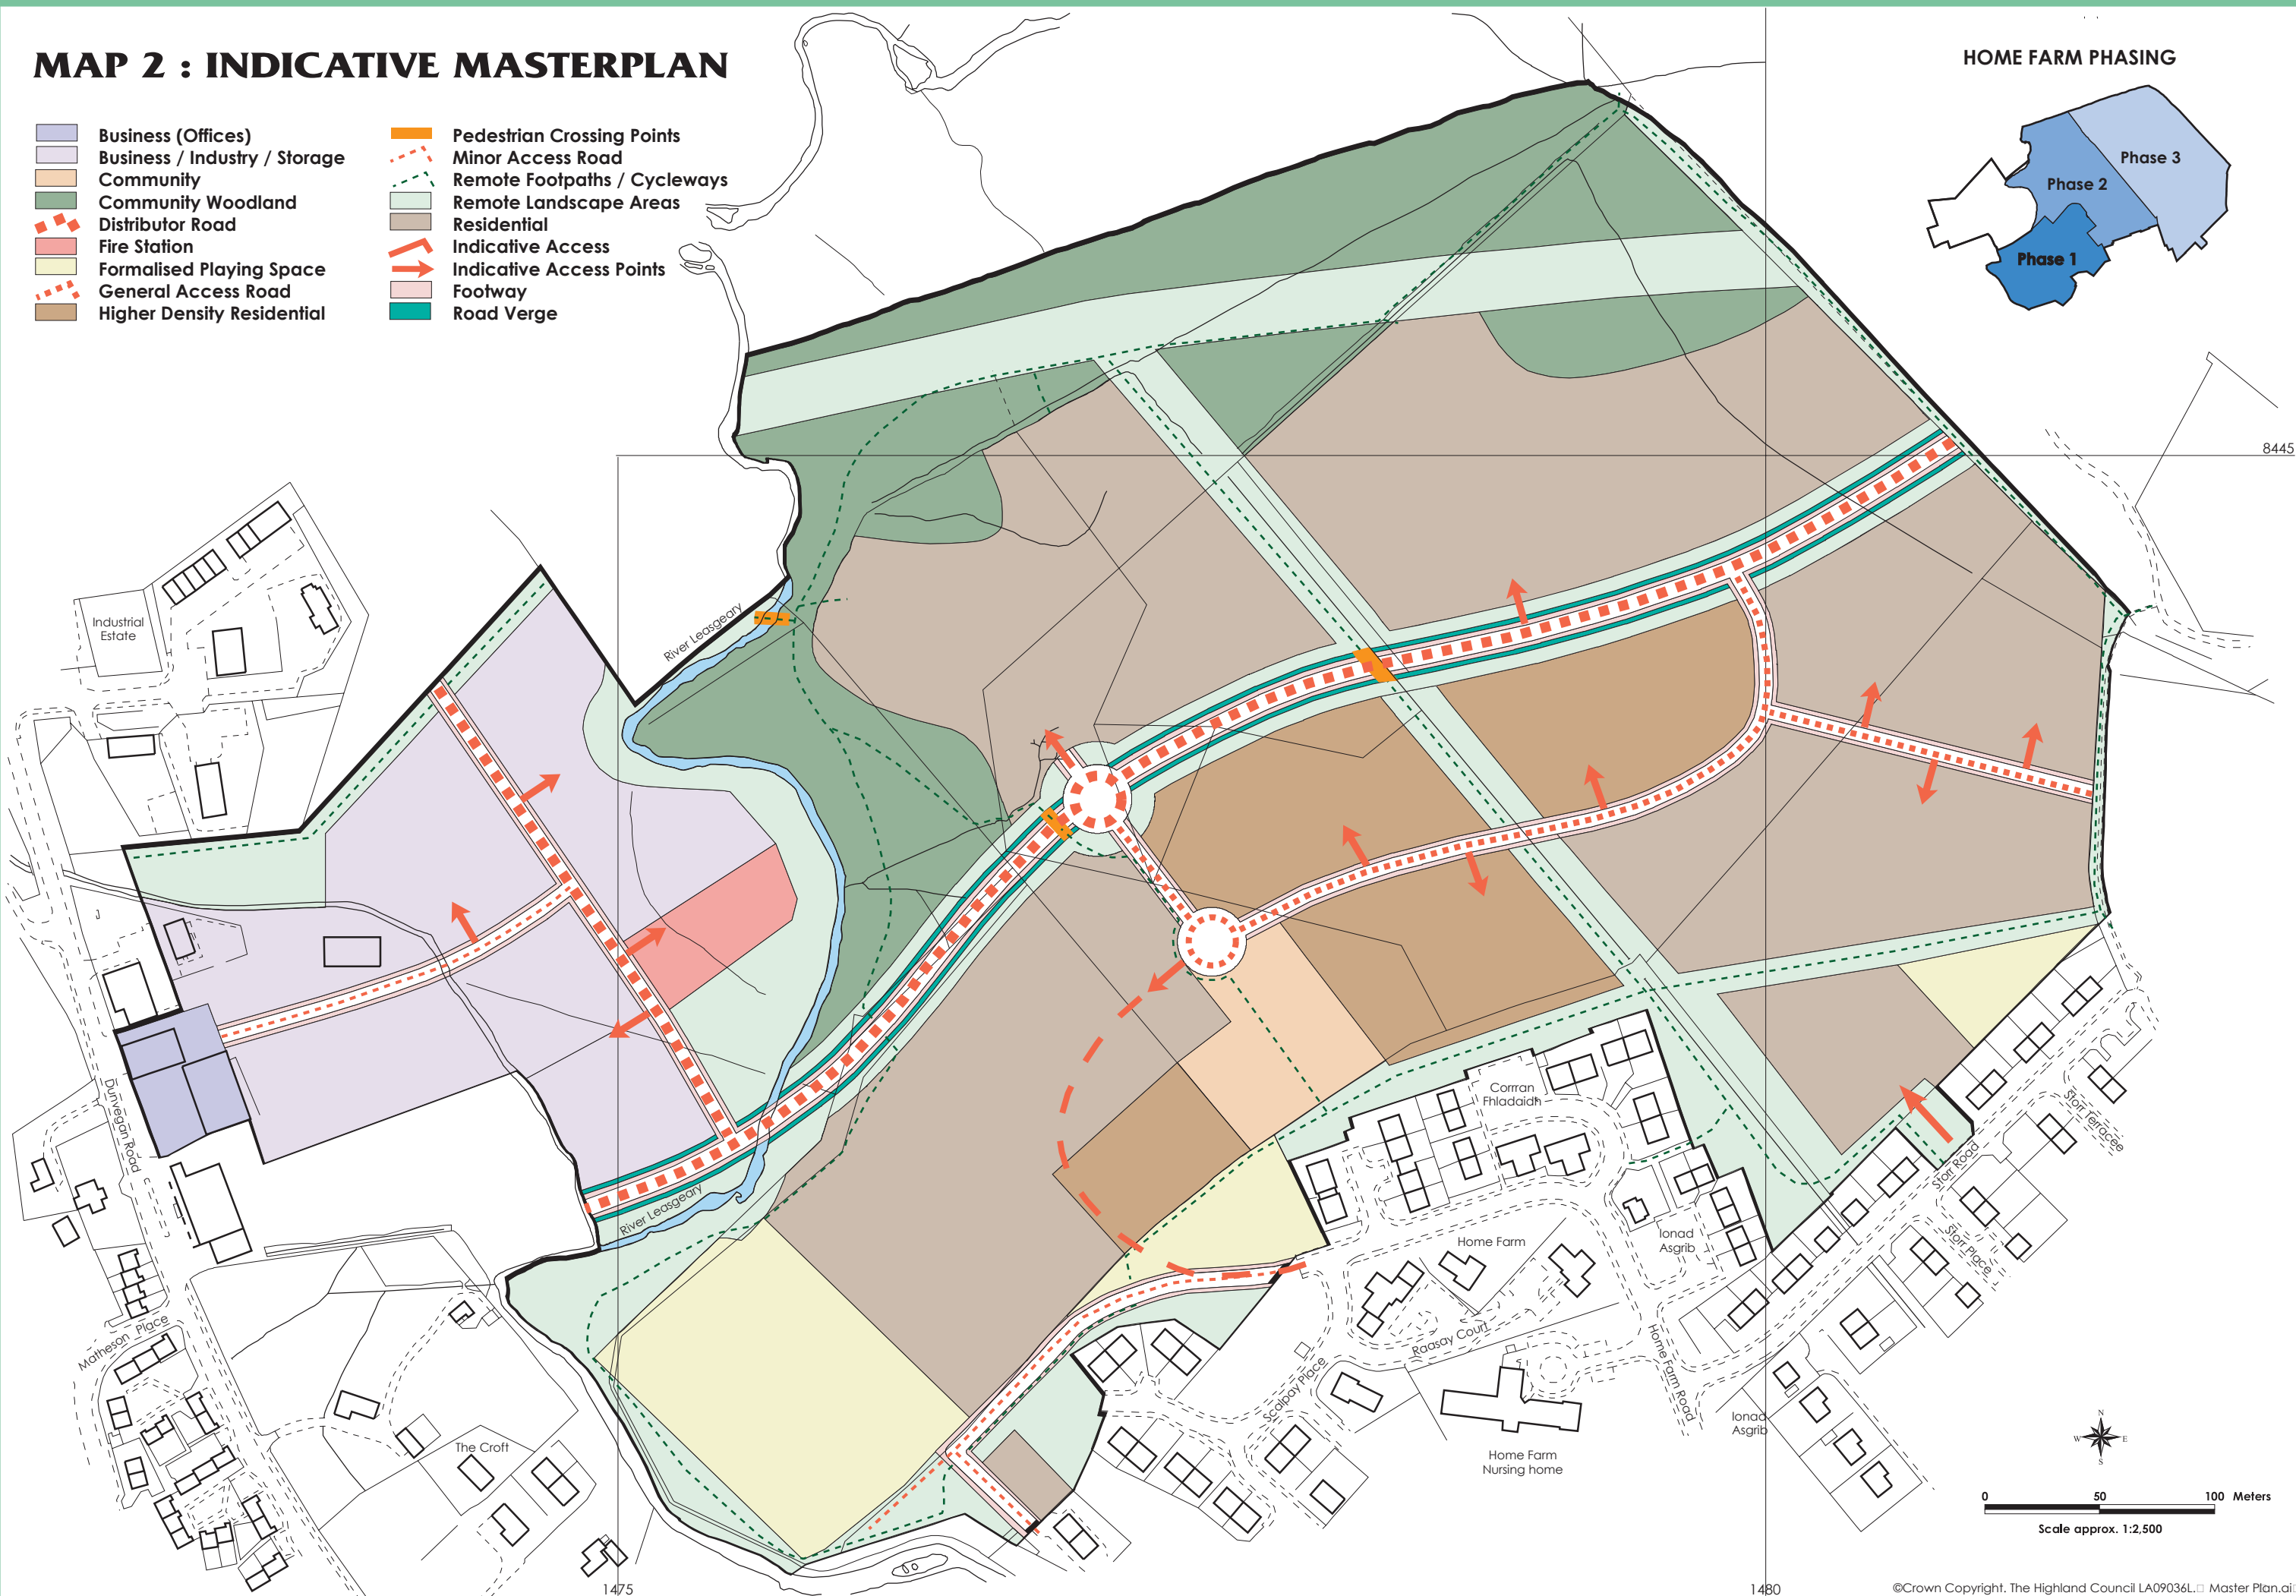 MAP 2 : INDICATIVE MASTERPLAN
Business (Offices)
Business / Industry / Storage
Community
Community Woodland
Distributor Road
Fire Station
Formalised Playing Space
General Access Road
Higher Density Residential
Pedestrian Crossing Points
Minor Access Road
Remote Footpaths / Cycleways
Remote Landscape Areas
Residential
Indicative Access
Indicative Access Points
Footway
Road Verge
HOME FARM PHASING
Phase 3
Phase 2
Phase 1
8445
Industrial
Estate
River Leasgeary
Dunvegan Road
River Leasgeary
Matheson Place
The Croft
Corrran
Fhladaidh
Home Farm
Raasay Court
Scalpay Place
Home Farm
Nursing home
Home Farm Road
Ionad
Asgrib
Ionad
Asgrib
Storr Road
Storr Terracee
Storr Place
N
W E
S
0 50 100 Meters
Scale approx. 1:2,500
1475
1480
©Crown Copyright. The Highland Council LA09036L. Master Plan.ai